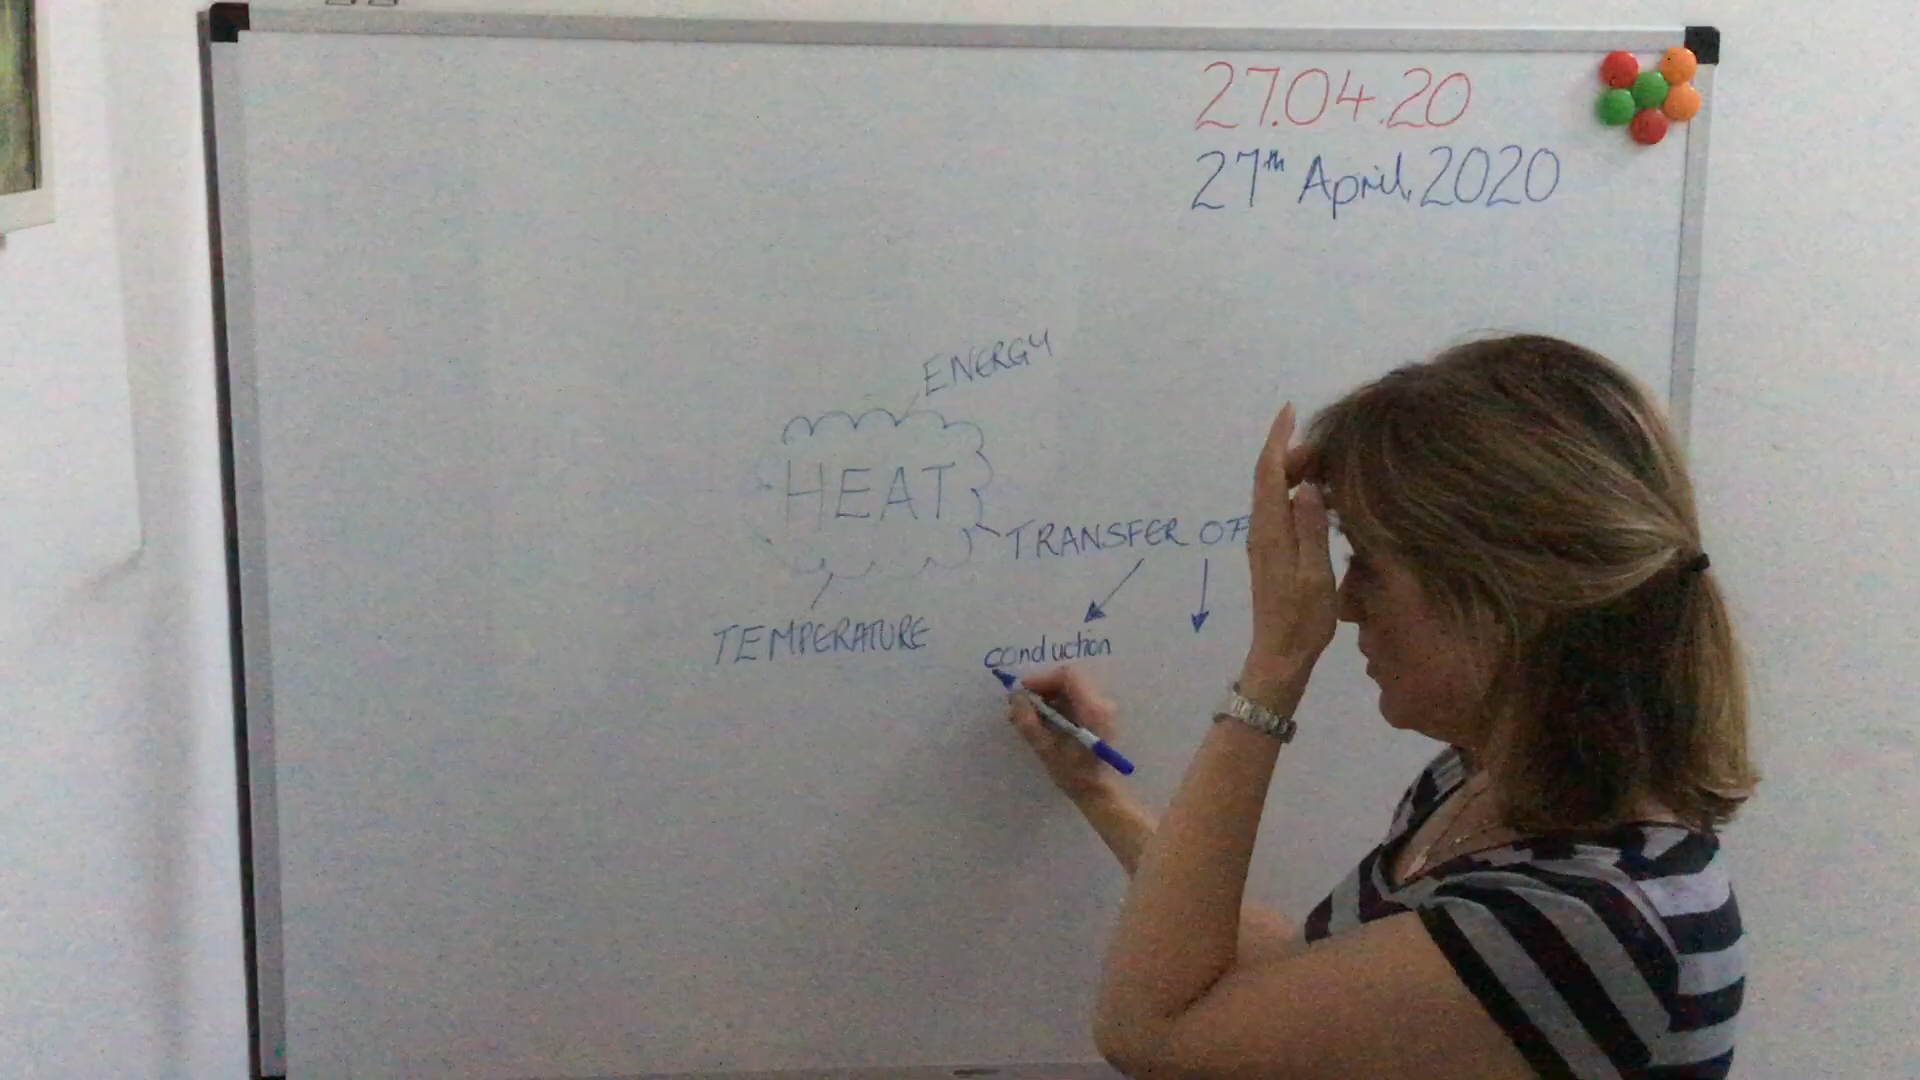 27.04.20
27th April, 2020
ENERGY
HEAT
TRANSFER OF
TEMPERATURE
conduction